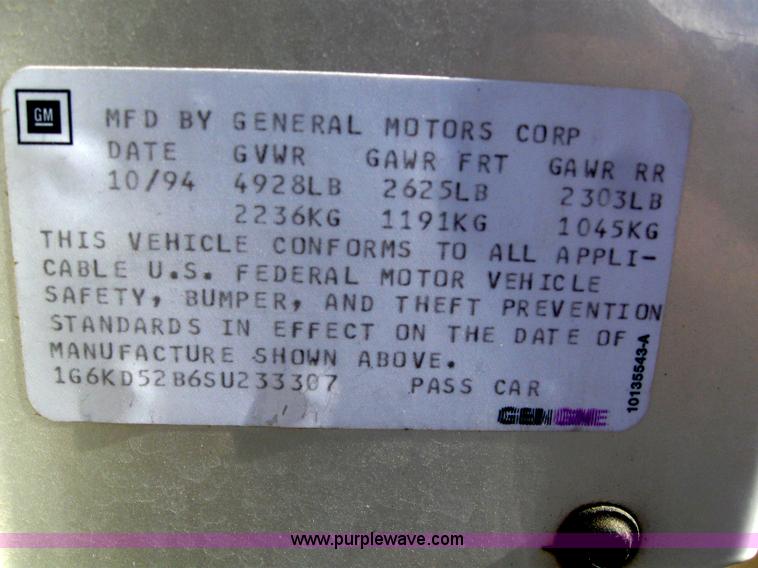 GM
MFD BY GENERAL MOTORS CORP
DATE GVWR GAWR FRT GAWR RR
10/94 4928LB 2625LB 2303LB
2236KG 1191KG 1045KG
THIS VEHICLE CONFORMS TO ALL APPLI-
CABLE U.S. FEDERAL MOTOR VEHICLE
SAFETY, BUMPER, AND THEFT PREVENTION
STANDARDS IN EFFECT ON THE DATE OF
MANUFACTURE SHOWN ABOVE.
1G6KD52B6SU233307 PASS CAR
10135543-A
www.purplewave.com